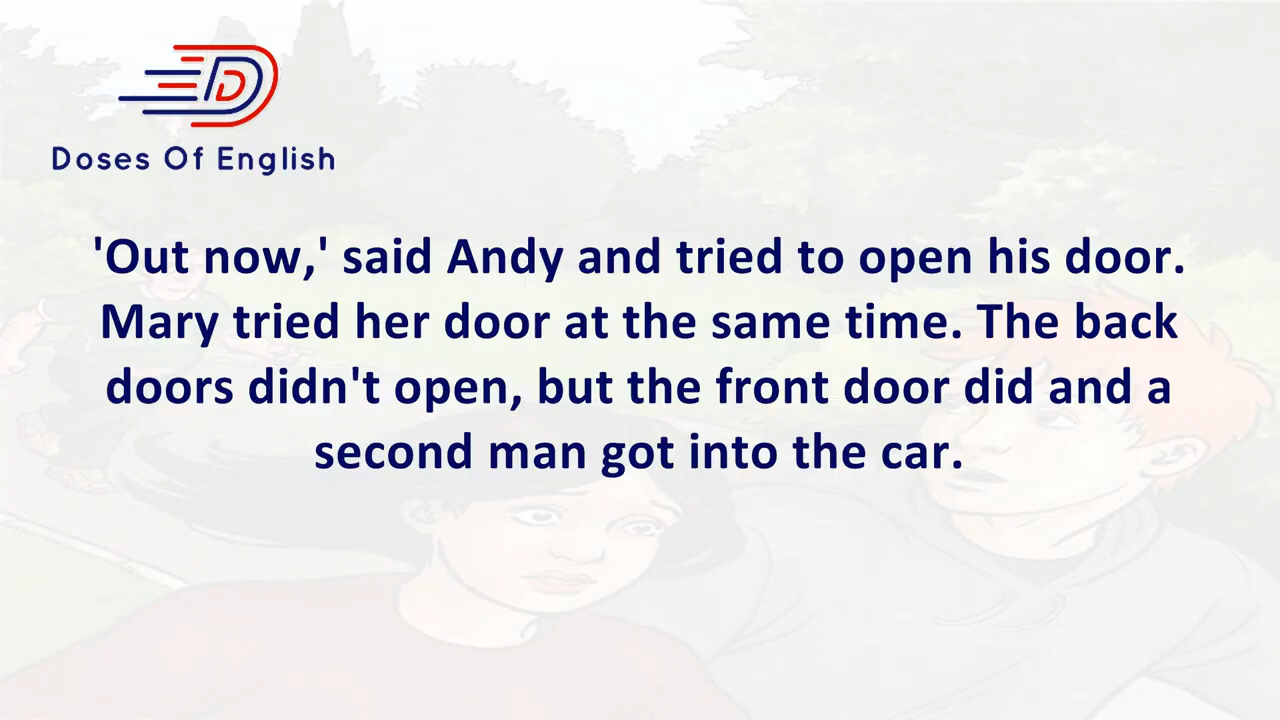 Doses Of English
'Out now,' said Andy and tried to open his door.
Mary tried her door at the same time. The back
doors didn't open, but the front door did and a
second man got into the car.